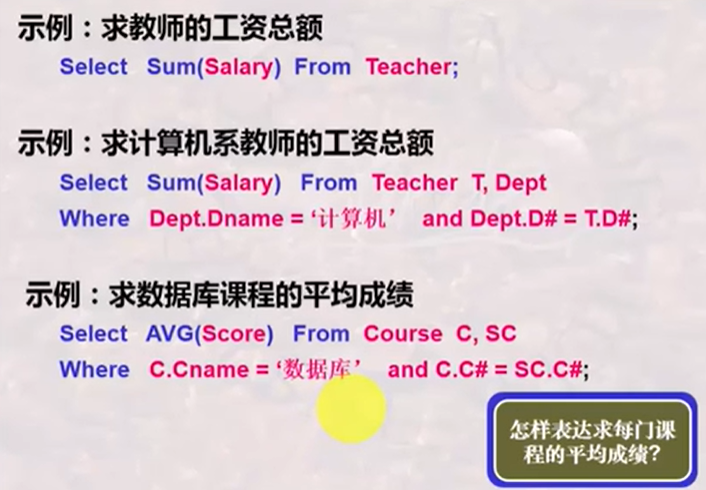 示例：求教师的工资总额
Select Sum(Salary) From Teacher;
示例：求计算机系教师的工资总额
Select Sum(Salary) From Teacher T, Dept
Where Dept.Dname = ‘计算机’ and Dept.D# = T.D#;
示例：求数据库课程的平均成绩
Select AVG(Score) From Course C, SC
Where C.Cname = ‘数据库’ and C.C# = SC.C#;
怎样表达求每门课
程的平均成绩?